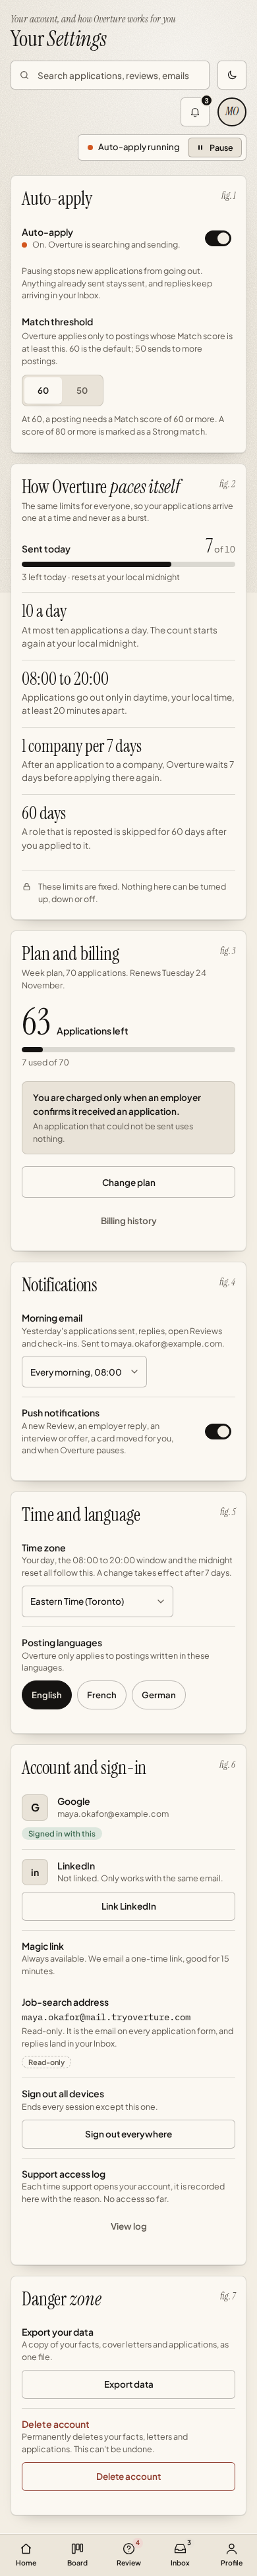 Your account, and how Overture works for you
Your Settings
Search applications, reviews, emails
3
MO
Auto-apply running
Pause
Auto-apply
fig. 1
Auto-apply
On. Overture is searching and sending.
Pausing stops new applications from going out.
Anything already sent stays sent, and replies keep
arriving in your Inbox.
Match threshold
Overture applies only to postings whose Match score is
at least this. 60 is the default; 50 sends to more
postings.
60
50
At 60, a posting needs a Match score of 60 or more. A
score of 80 or more is marked as a Strong match.
How Overture paces itself
fig. 2
The same limits for everyone, so your applications arrive
one at a time and never as a burst.
Sent today
7 of 10
3 left today · resets at your local midnight
10 a day
At most ten applications a day. The count starts
again at your local midnight.
08:00 to 20:00
Applications go out only in daytime, your local time,
at least 20 minutes apart.
1 company per 7 days
After an application to a company, Overture waits 7
days before applying there again.
60 days
A role that is reposted is skipped for 60 days after
you applied to it.
These limits are fixed. Nothing here can be turned
up, down or off.
Plan and billing
fig. 3
Week plan, 70 applications. Renews Tuesday 24
November.
63 Applications left
7 used of 70
You are charged only when an employer
confirms it received an application.
An application that could not be sent uses
nothing.
Change plan
Billing history
Notifications
fig. 4
Morning email
Yesterday's applications sent, replies, open Reviews
and check-ins. Sent to maya.okafor@example.com.
Every morning, 08:00
Push notifications
A new Review, an employer reply, an
interview or offer, a card moved for you,
and when Overture pauses.
Time and language
fig. 5
Time zone
Your day, the 08:00 to 20:00 window and the midnight
reset all follow this. A change takes effect after 7 days.
Eastern Time (Toronto)
Posting languages
Overture only applies to postings written in these
languages.
English
French
German
Account and sign-in
fig. 6
G
Google
maya.okafor@example.com
Signed in with this
in
LinkedIn
Not linked. Only works with the same email.
Link LinkedIn
Magic link
Always available. We email a one-time link, good for 15
minutes.
Job-search address
maya.okafor@mail.tryoverture.com
Read-only. It is the email on every application form, and
replies land in your Inbox.
Read-only
Sign out all devices
Ends every session except this one.
Sign out everywhere
Support access log
Each time support opens your account, it is recorded
here with the reason. No access so far.
View log
Danger zone
fig. 7
Export your data
A copy of your facts, cover letters and applications, as
one file.
Export data
Delete account
Permanently deletes your facts, letters and
applications. This can't be undone.
Delete account
Home
Board
4
Review
3
Inbox
Profile